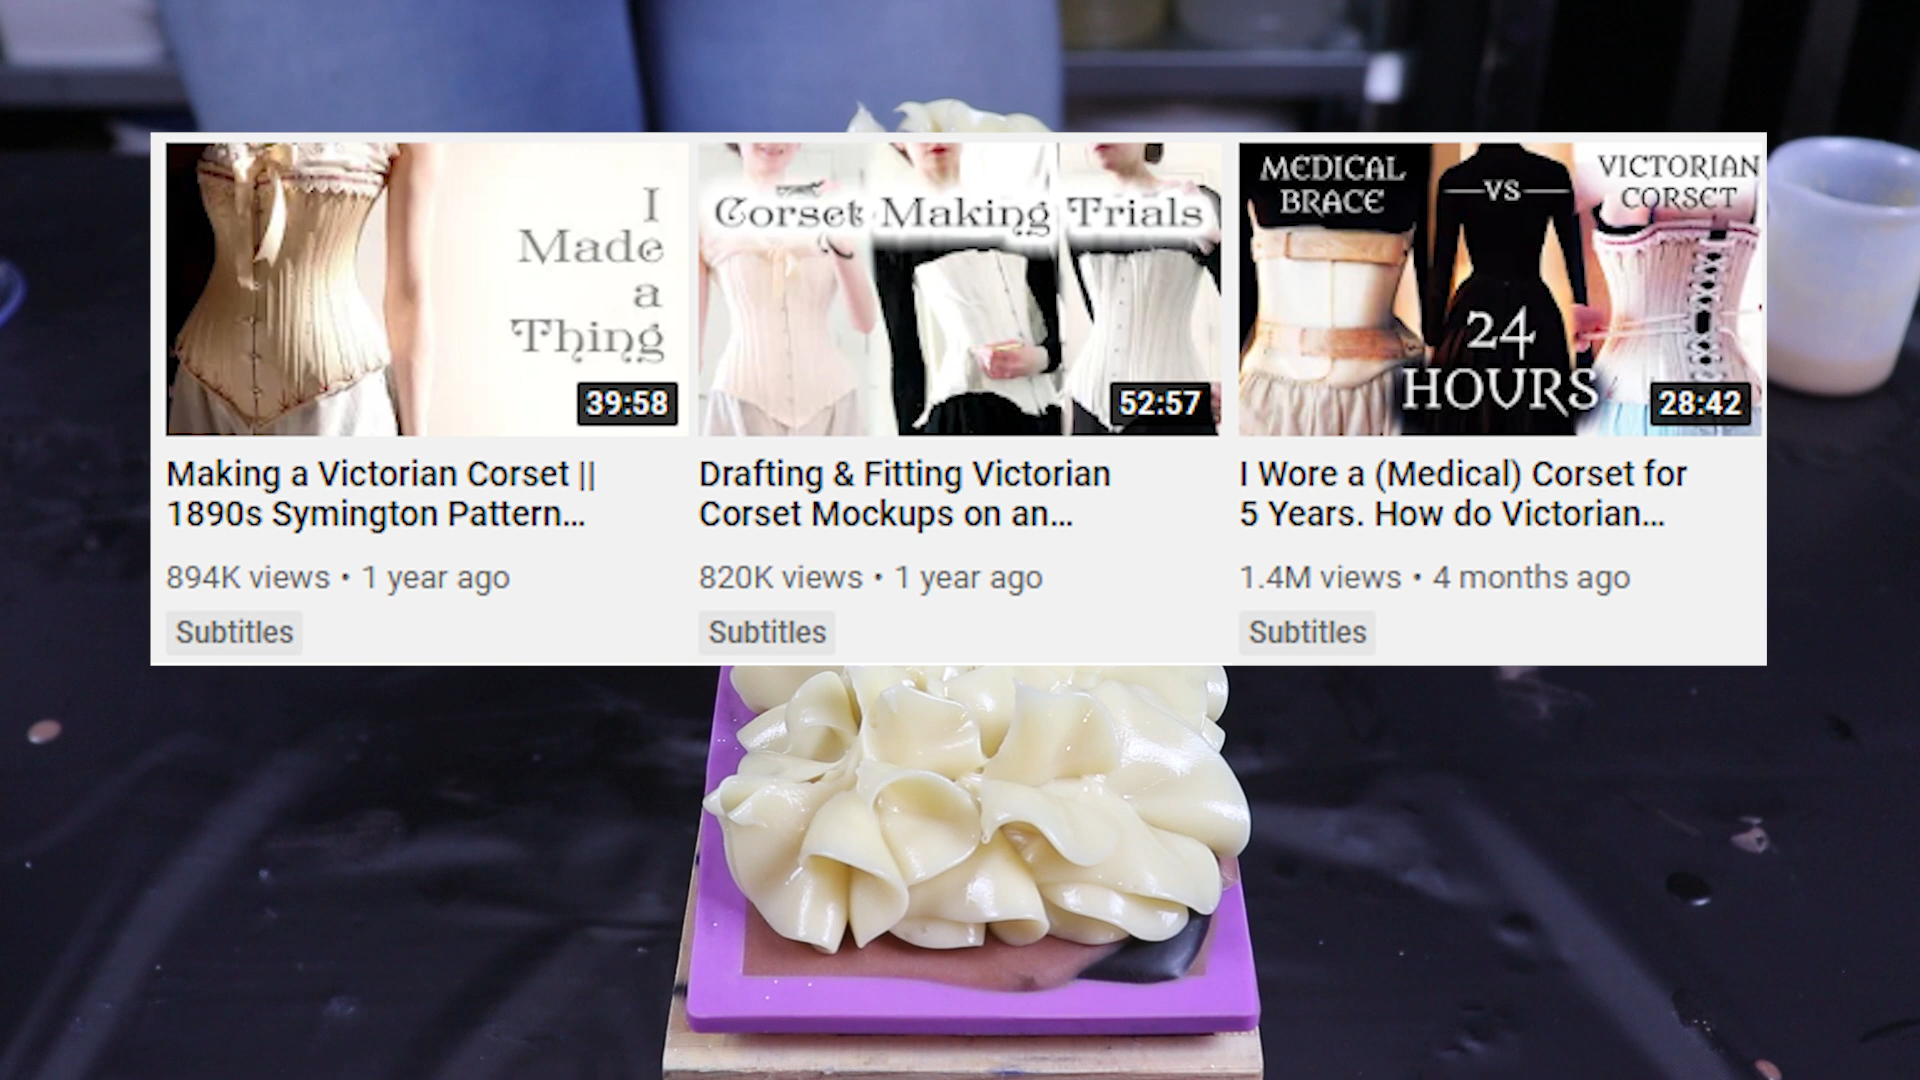 I
Made
a
Thing
39:58
Corset Making Trials
52:57
MEDICAL
BRACE
VS
VICTORIAN
CORSET
24
HOURS
28:42
Making a Victorian Corset ||
1890s Symington Pattern...
894K views • 1 year ago
Subtitles
Drafting & Fitting Victorian
Corset Mockups on an...
820K views • 1 year ago
Subtitles
I Wore a (Medical) Corset for
5 Years. How do Victorian...
1.4M views • 4 months ago
Subtitles